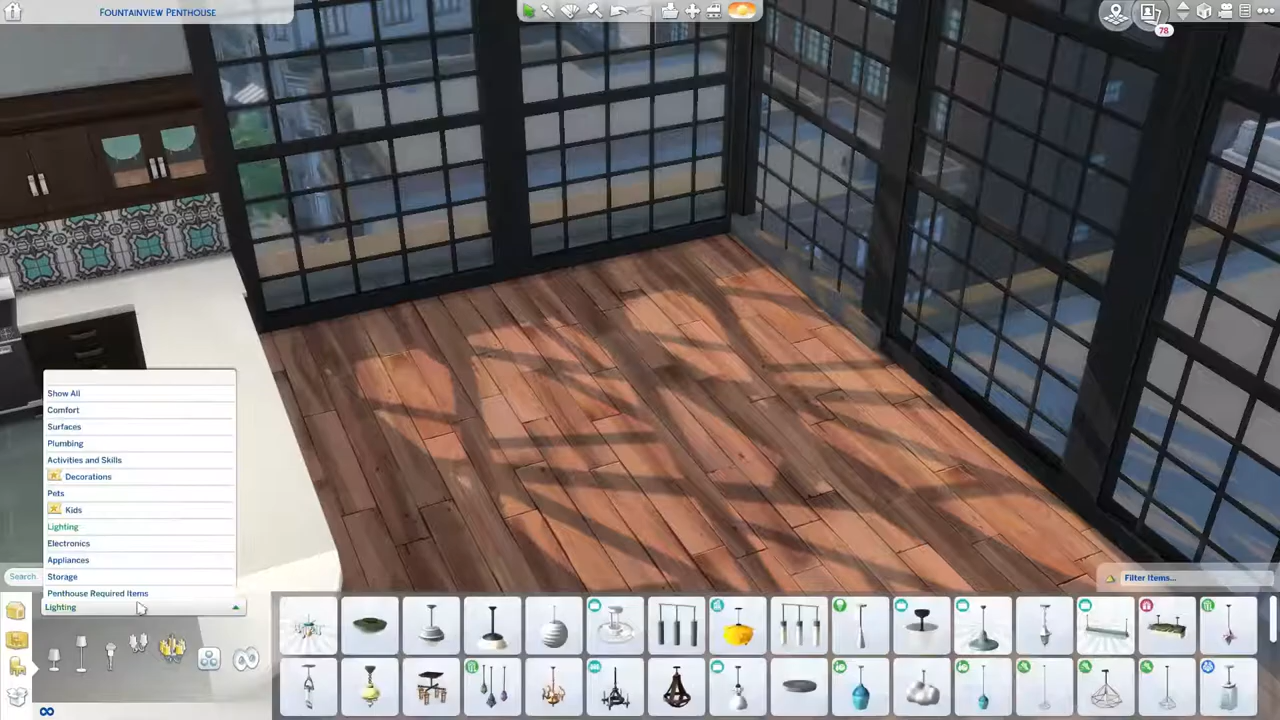 Fountainview Penthouse
78
Show All
Comfort
Surfaces
Plumbing
Activities and Skills
Decorations
Pets
Kids
Lighting
Electronics
Appliances
Storage
Penthouse Required Items
Search
Lighting
Filter Items...